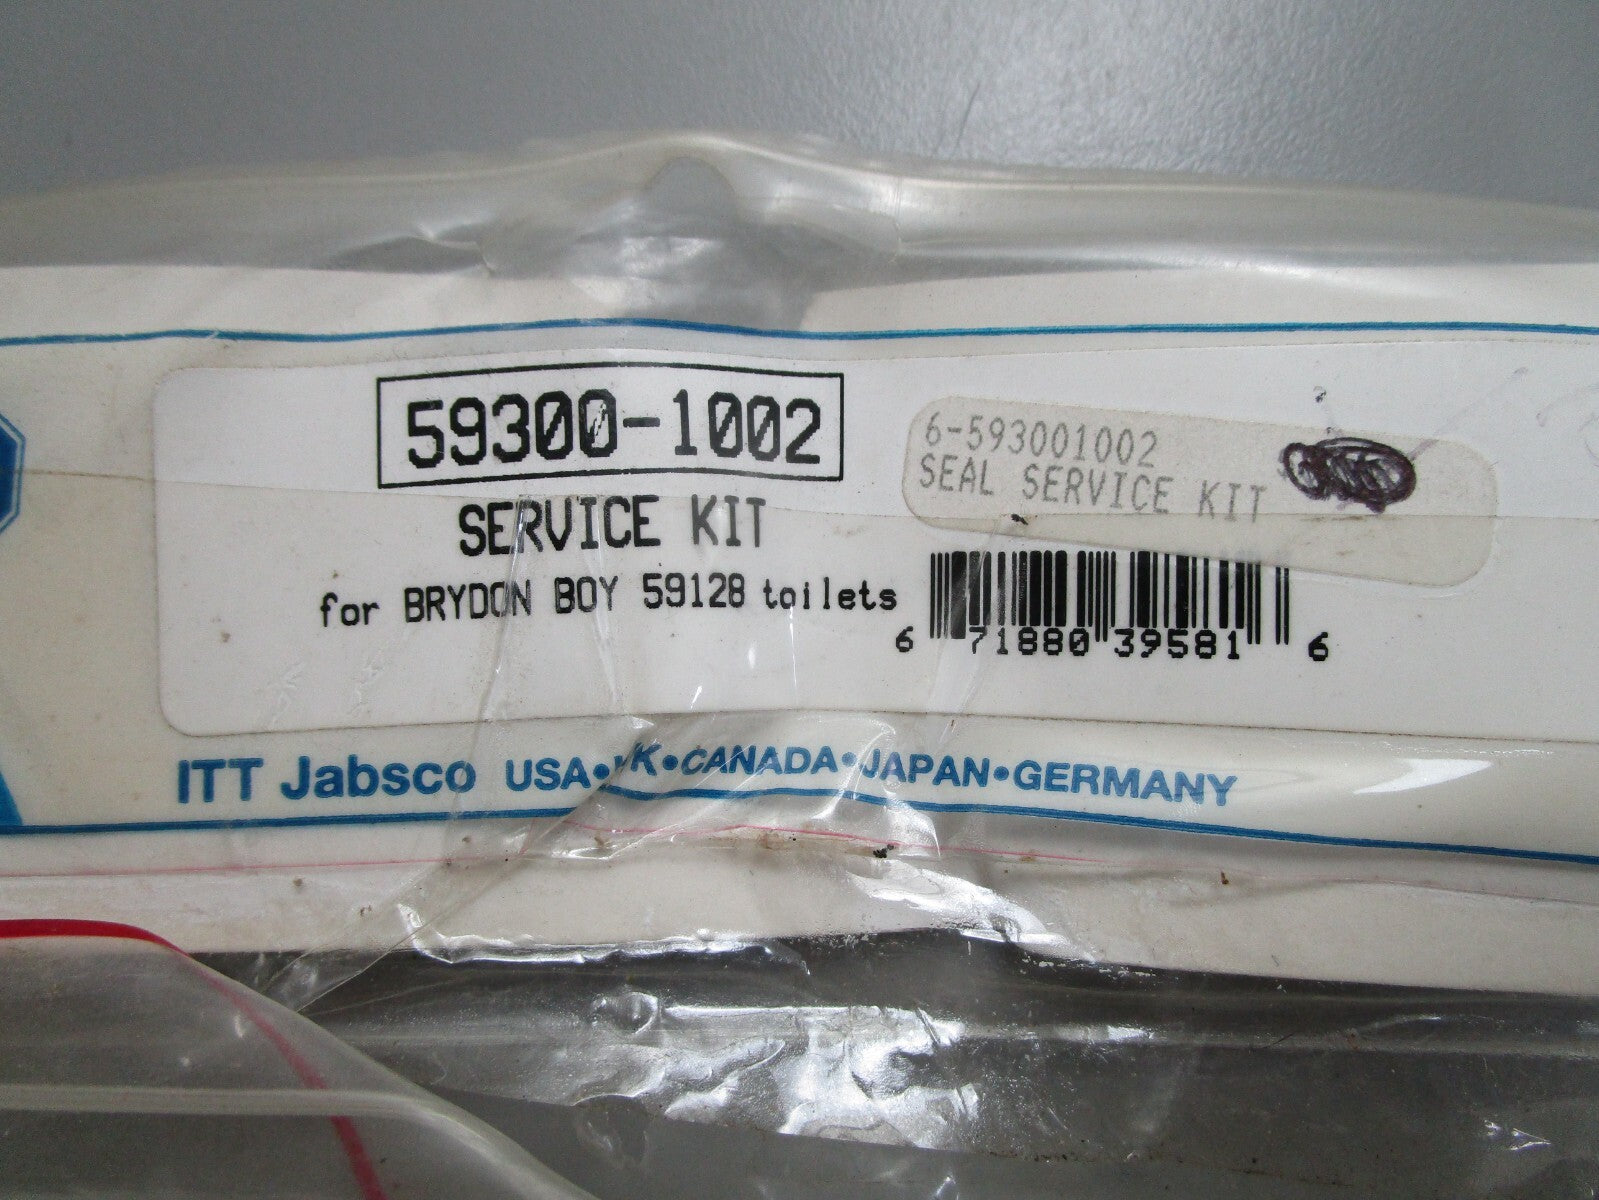 59300-1002
SERVICE KIT
for BRYDON BOY 59128 toilets
6-593001002
SEAL SERVICE KIT
6 71880 39581 6
ITT Jabsco USA•UK•CANADA•JAPAN•GERMANY